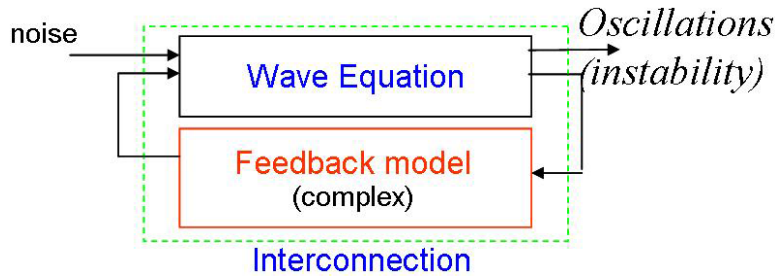 noise
Oscillations
(instability)
Wave Equation
Feedback model
(complex)
Interconnection